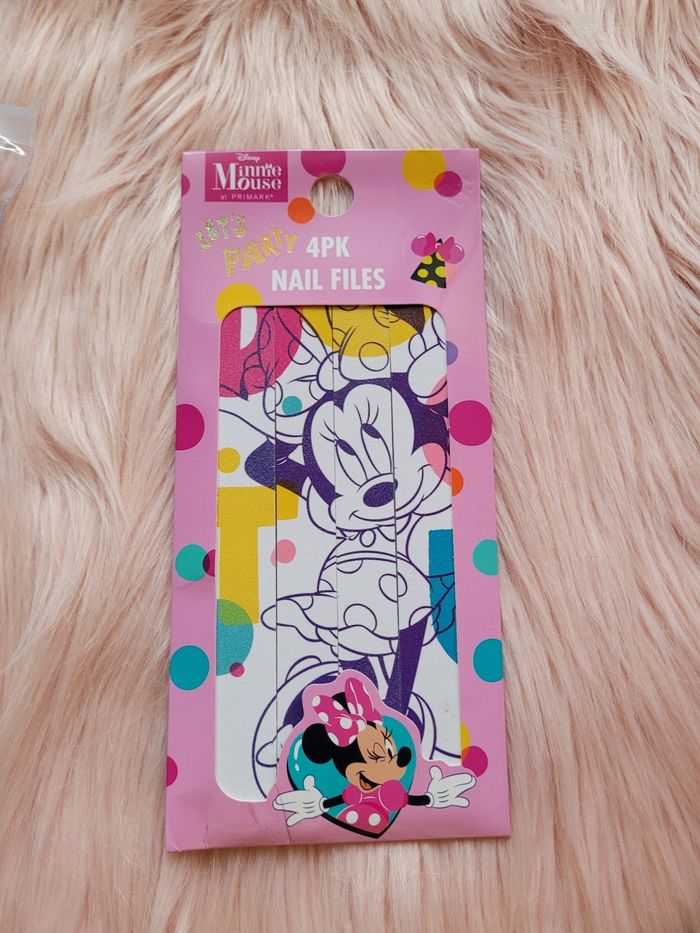 Disney
Minnie
Mouse
at PRIMARK®
LET'S
PARTY
4PK
NAIL FILES